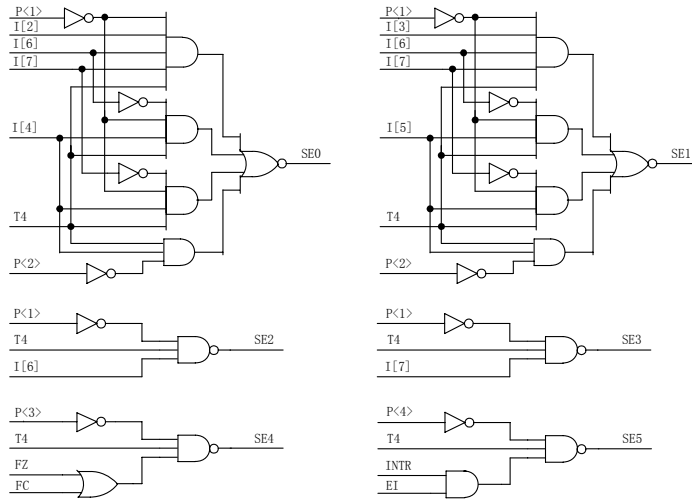 P<1>
I[2]
I[6]
I[7]
I[4]
SE0
T4
P<2>
P<1>
I[3]
I[6]
I[7]
I[5]
SE1
T4
P<2>
P<1>
T4
SE2
I[6]
P<1>
T4
SE3
I[7]
P<3>
T4
SE4
FZ
FC
P<4>
T4
SE5
INTR
EI